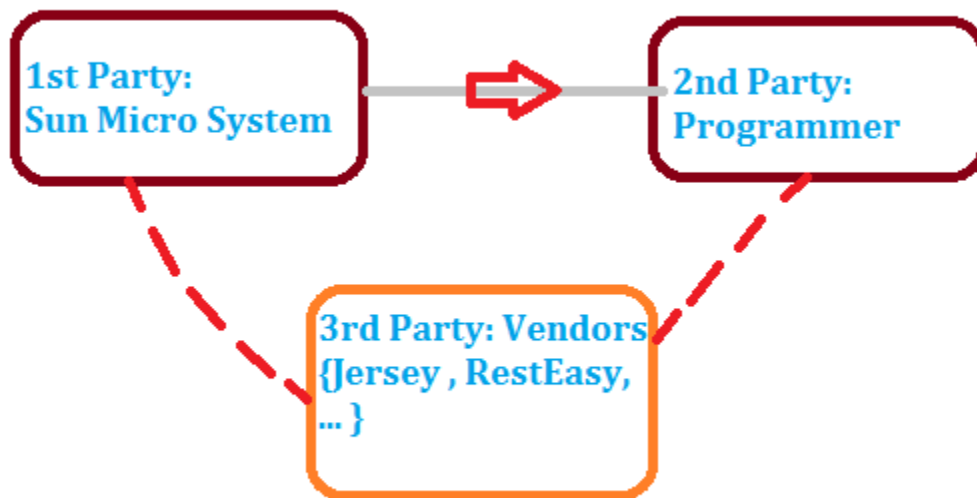 1st Party:
Sun Micro System
2nd Party:
Programmer
3rd Party: Vendors
{Jersey , RestEasy,
... }